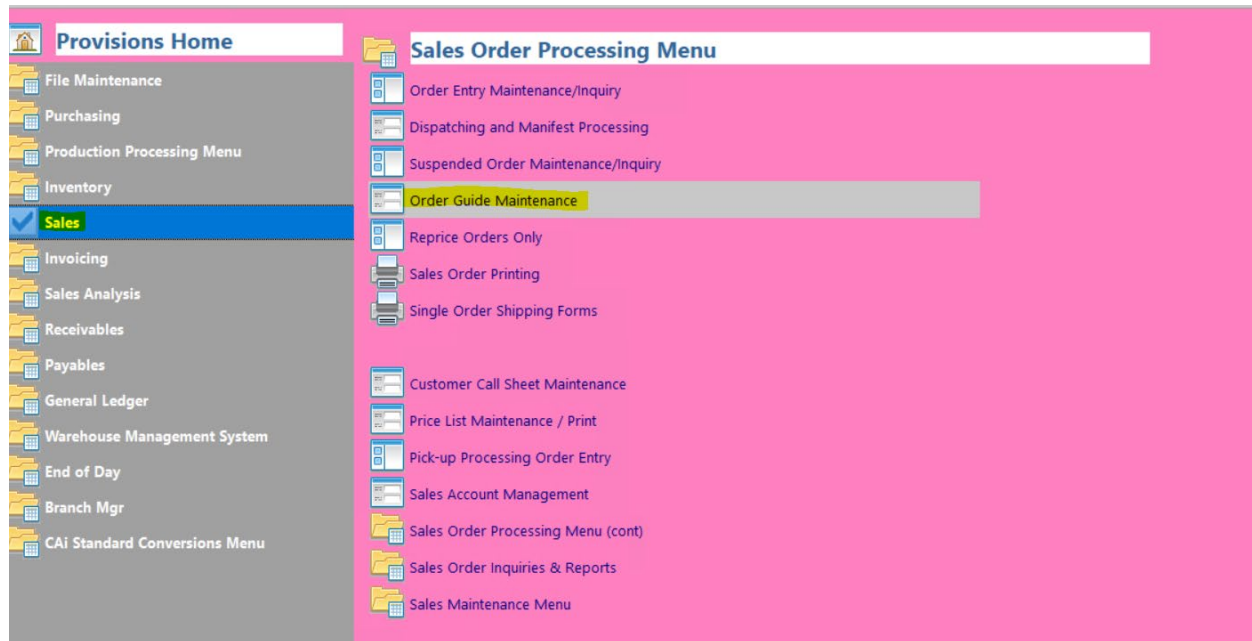 Provisions Home
File Maintenance
Purchasing
Production Processing Menu
Inventory
Sales
Invoicing
Sales Analysis
Receivables
Payables
General Ledger
Warehouse Management System
End of Day
Branch Mgr
CAi Standard Conversions Menu
Sales Order Processing Menu
Order Entry Maintenance/Inquiry
Dispatching and Manifest Processing
Suspended Order Maintenance/Inquiry
Order Guide Maintenance
Reprice Orders Only
Sales Order Printing
Single Order Shipping Forms
Customer Call Sheet Maintenance
Price List Maintenance / Print
Pick-up Processing Order Entry
Sales Account Management
Sales Order Processing Menu (cont)
Sales Order Inquiries & Reports
Sales Maintenance Menu